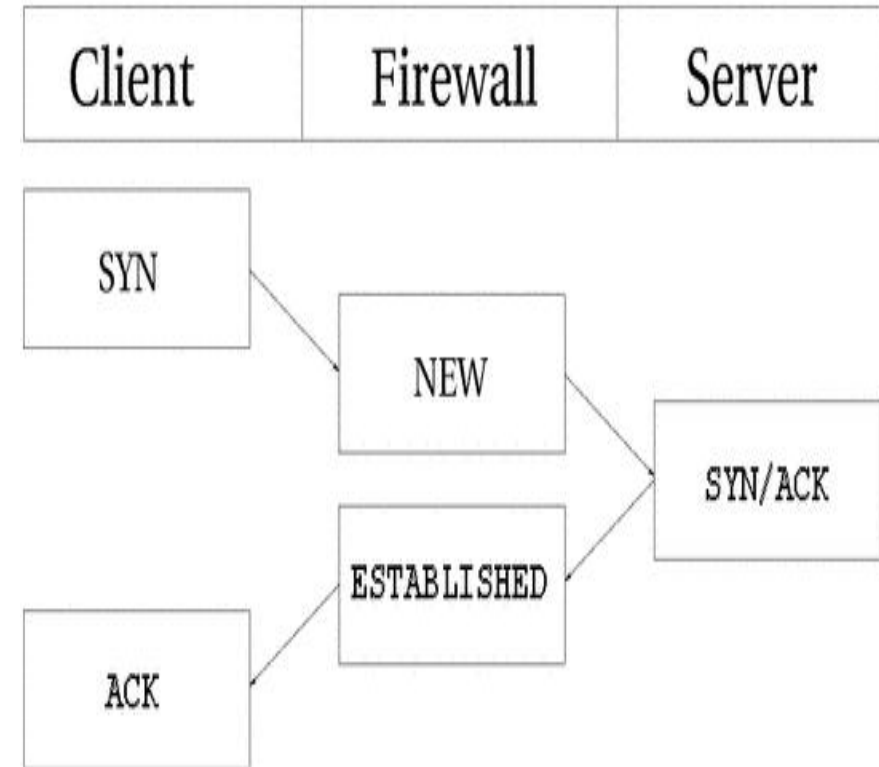 Client Firewall Server
SYN
NEW
SYN/ACK
ESTABLISHED
ACK